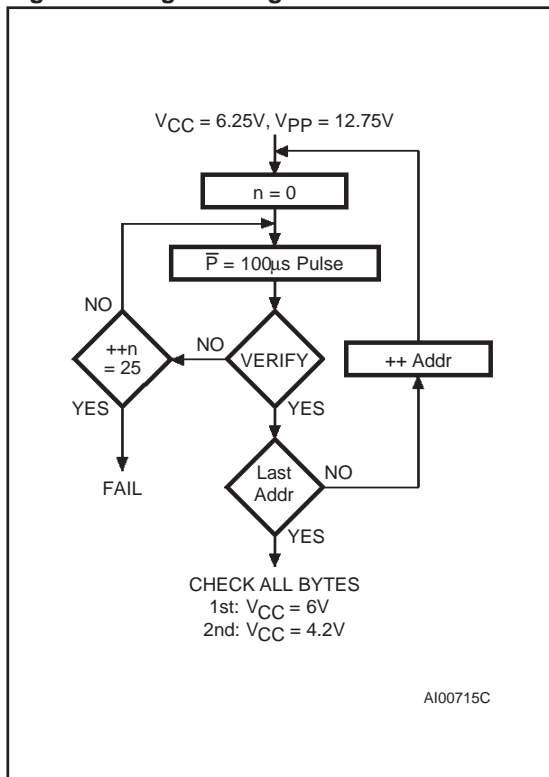 VCC = 6.25V, VPP = 12.75V
n = 0
P̅ = 100µs Pulse
NO
++n
= 25
NO
VERIFY
++ Addr
YES
YES
FAIL
Last
Addr
NO
YES
CHECK ALL BYTES
1st: VCC = 6V
2nd: VCC = 4.2V
AI00715C